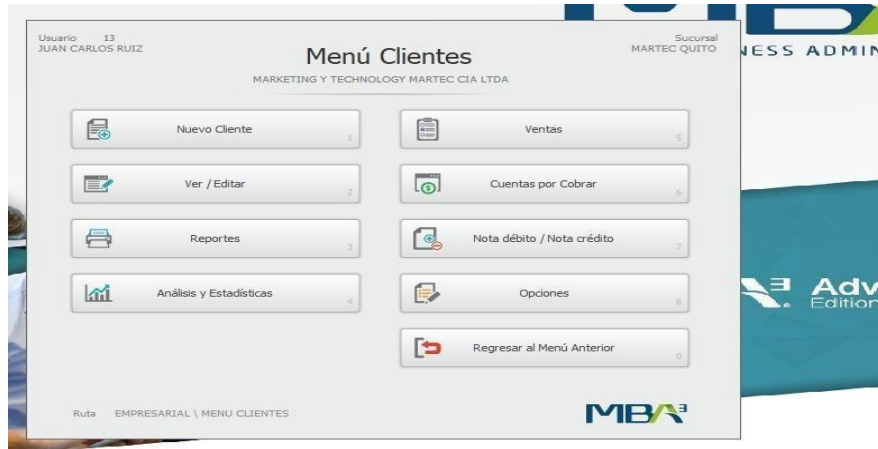 Usuario 13
JUAN CARLOS RUIZ
Sucursal
MARTEC QUITO
Menú Clientes
MARKETING Y TECHNOLOGY MARTEC CIA LTDA
Nuevo Cliente 1
Ventas 5
Ver / Editar 2
Cuentas por Cobrar 6
Reportes 3
Nota débito / Nota crédito 7
Análisis y Estadísticas 4
Opciones 8
Regresar al Menú Anterior 0
Ruta EMPRESARIAL \ MENU CLIENTES
MBA3
NESS ADMIN
3 Adv
Edition